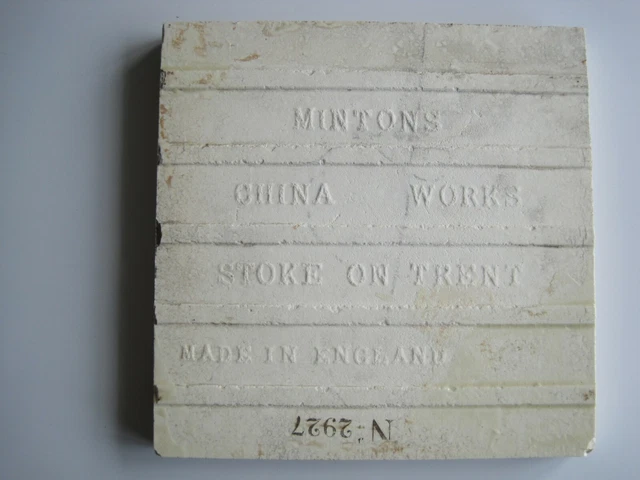 MINTONS
CHINA WORKS
STOKE ON TRENT
MADE IN ENGLAND
No 2927